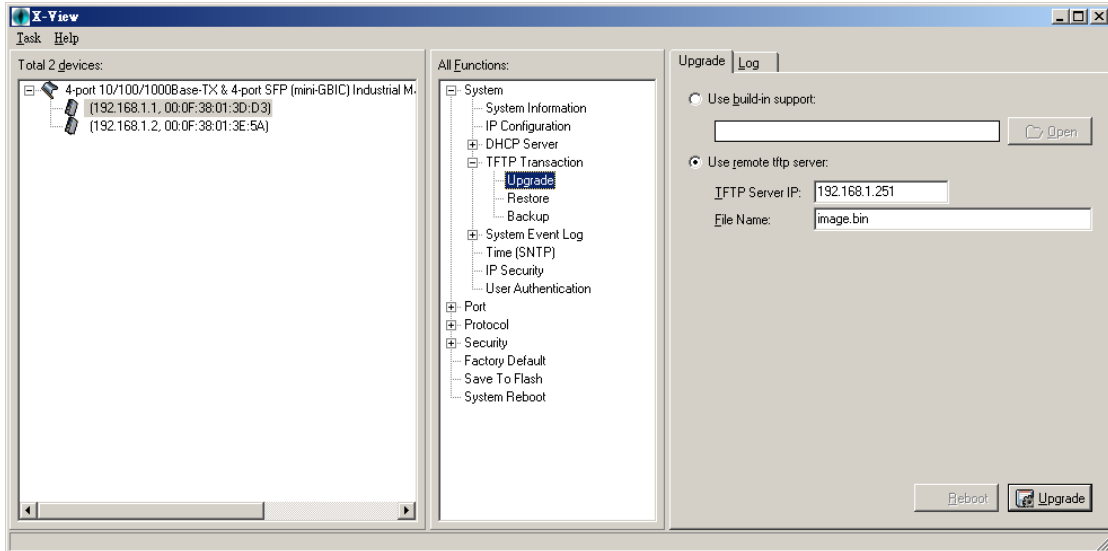 X-View
Task Help
Total 2 devices:
4-port 10/100/1000Base-TX & 4-port SFP (mini-GBIC) Industrial M
(192.168.1.1, 00:0F:38:01:3D:D3)
(192.168.1.2, 00:0F:38:01:3E:5A)
All Functions:
System
System Information
IP Configuration
DHCP Server
TFTP Transaction
Upgrade
Restore
Backup
System Event Log
Time (SNTP)
IP Security
User Authentication
Port
Protocol
Security
Factory Default
Save To Flash
System Reboot
Upgrade Log
Use build-in support:
Open
Use remote tftp server:
TFTP Server IP: 192.168.1.251
File Name: image.bin
Reboot Upgrade